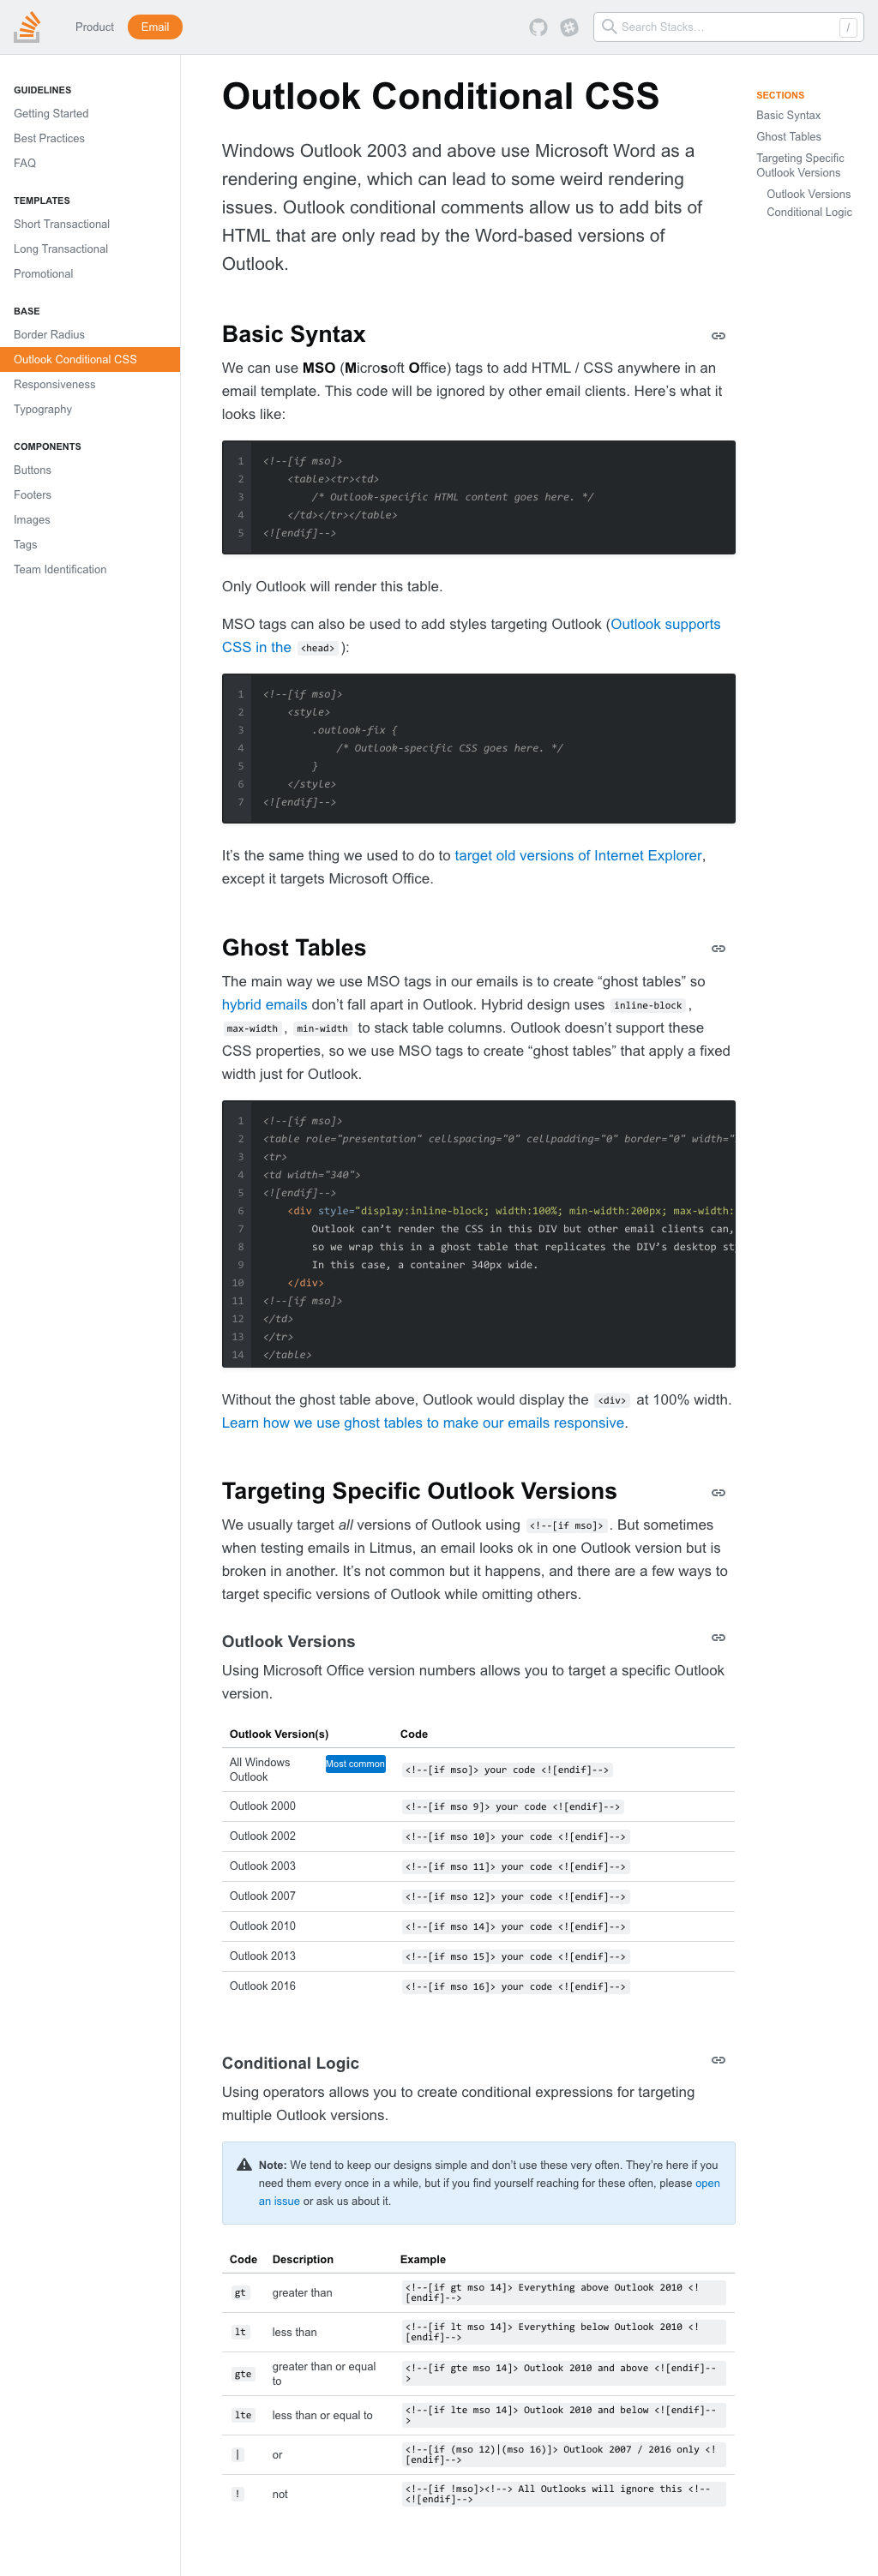 Product
Email
Search Stacks…
/
GUIDELINES
Getting Started
Best Practices
FAQ
TEMPLATES
Short Transactional
Long Transactional
Promotional
BASE
Border Radius
Outlook Conditional CSS
Responsiveness
Typography
COMPONENTS
Buttons
Footers
Images
Tags
Team Identification
Outlook Conditional CSS
Windows Outlook 2003 and above use Microsoft Word as a
rendering engine, which can lead to some weird rendering
issues. Outlook conditional comments allow us to add bits of
HTML that are only read by the Word-based versions of
Outlook.
SECTIONS
Basic Syntax
Ghost Tables
Targeting Specific
Outlook Versions
Outlook Versions
Conditional Logic
Basic Syntax
We can use MSO (Microsoft Office) tags to add HTML / CSS anywhere in an
email template. This code will be ignored by other email clients. Here’s what it
looks like:
1 <!--[if mso]>
2 <table><tr><td>
3 /* Outlook-specific HTML content goes here. */
4 </td></tr></table>
5 <![endif]-->
Only Outlook will render this table.
MSO tags can also be used to add styles targeting Outlook (Outlook supports
CSS in the <head>):
1 <!--[if mso]>
2 <style>
3 .outlook-fix {
4 /* Outlook-specific CSS goes here. */
5 }
6 </style>
7 <![endif]-->
It’s the same thing we used to do to target old versions of Internet Explorer,
except it targets Microsoft Office.
Ghost Tables
The main way we use MSO tags in our emails is to create “ghost tables” so
hybrid emails don’t fall apart in Outlook. Hybrid design uses inline-block ,
max-width , min-width to stack table columns. Outlook doesn’t support these
CSS properties, so we use MSO tags to create “ghost tables” that apply a fixed
width just for Outlook.
1 <!--[if mso]>
2 <table role="presentation" cellspacing="0" cellpadding="0" border="0" width="
3 <tr>
4 <td width="340">
5 <![endif]-->
6 <div style="display:inline-block; width:100%; min-width:200px; max-width:
7 Outlook can’t render the CSS in this DIV but other email clients can,
8 so we wrap this in a ghost table that replicates the DIV’s desktop st
9 In this case, a container 340px wide.
10 </div>
11 <!--[if mso]>
12 </td>
13 </tr>
14 </table>
Without the ghost table above, Outlook would display the <div> at 100% width.
Learn how we use ghost tables to make our emails responsive.
Targeting Specific Outlook Versions
We usually target all versions of Outlook using <!--[if mso]> . But sometimes
when testing emails in Litmus, an email looks ok in one Outlook version but is
broken in another. It’s not common but it happens, and there are a few ways to
target specific versions of Outlook while omitting others.
Outlook Versions
Using Microsoft Office version numbers allows you to target a specific Outlook
version.
Outlook Version(s) Code
All Windows
Outlook
Most common
<!--[if mso]> your code <![endif]-->
Outlook 2000 <!--[if mso 9]> your code <![endif]-->
Outlook 2002 <!--[if mso 10]> your code <![endif]-->
Outlook 2003 <!--[if mso 11]> your code <![endif]-->
Outlook 2007 <!--[if mso 12]> your code <![endif]-->
Outlook 2010 <!--[if mso 14]> your code <![endif]-->
Outlook 2013 <!--[if mso 15]> your code <![endif]-->
Outlook 2016 <!--[if mso 16]> your code <![endif]-->
Conditional Logic
Using operators allows you to create conditional expressions for targeting
multiple Outlook versions.
Note: We tend to keep our designs simple and don’t use these very often. They’re here if you
need them every once in a while, but if you find yourself reaching for these often, please open
an issue or ask us about it.
Code Description Example
gt greater than <!--[if gt mso 14]> Everything above Outlook 2010 <!
[endif]-->
lt less than <!--[if lt mso 14]> Everything below Outlook 2010 <!
[endif]-->
gte greater than or equal
to
<!--[if gte mso 14]> Outlook 2010 and above <![endif]--
>
lte less than or equal to <!--[if lte mso 14]> Outlook 2010 and below <![endif]--
>
| or <!--[if (mso 12)|(mso 16)]> Outlook 2007 / 2016 only <!
[endif]-->
! not <!--[if !mso]><!--> All Outlooks will ignore this <!--
<![endif]-->